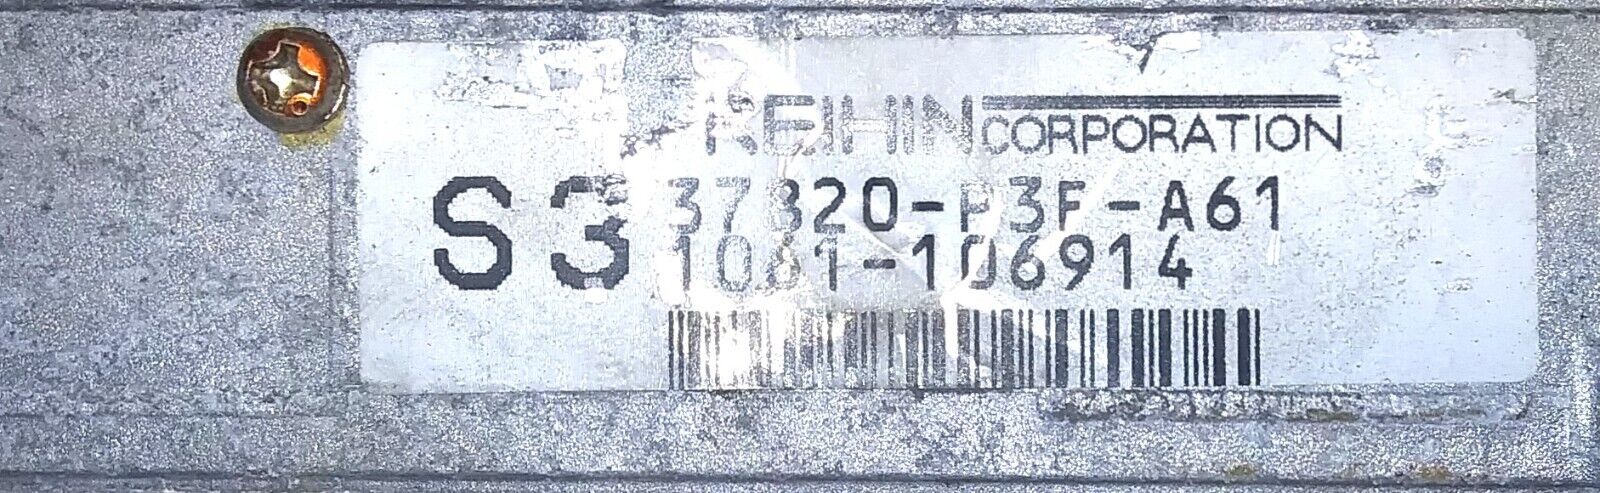 KEIHIN CORPORATION
S3 37820-P3F-A61
1061-106914